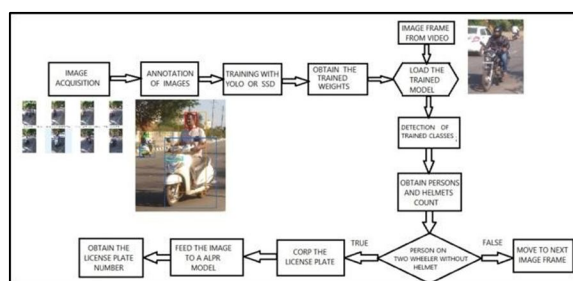 IMAGE FRAME
FROM VIDEO
IMAGE
ACQUISITION
ANNOTATION
OF IMAGES
TRAINING WITH
YOLO OR SSD
OBTAIN THE
TRAINED
WEIGHTS
LOAD THE
TRAINED
MODEL
DETECTION OF
TRAINED CLASSES .
OBTAIN PERSONS
AND HELMETS
COUNT
PERSON ON
TWO WHEELER WITHOUT
HELMET
TRUE
FALSE
MOVE TO NEXT
IMAGE FRAME
CORP THE
LICENSE PLATE
FEED THE IMAGE
TO A ALPR
MODEL
OBTAIN THE
LICENSE PLATE
NUMBER